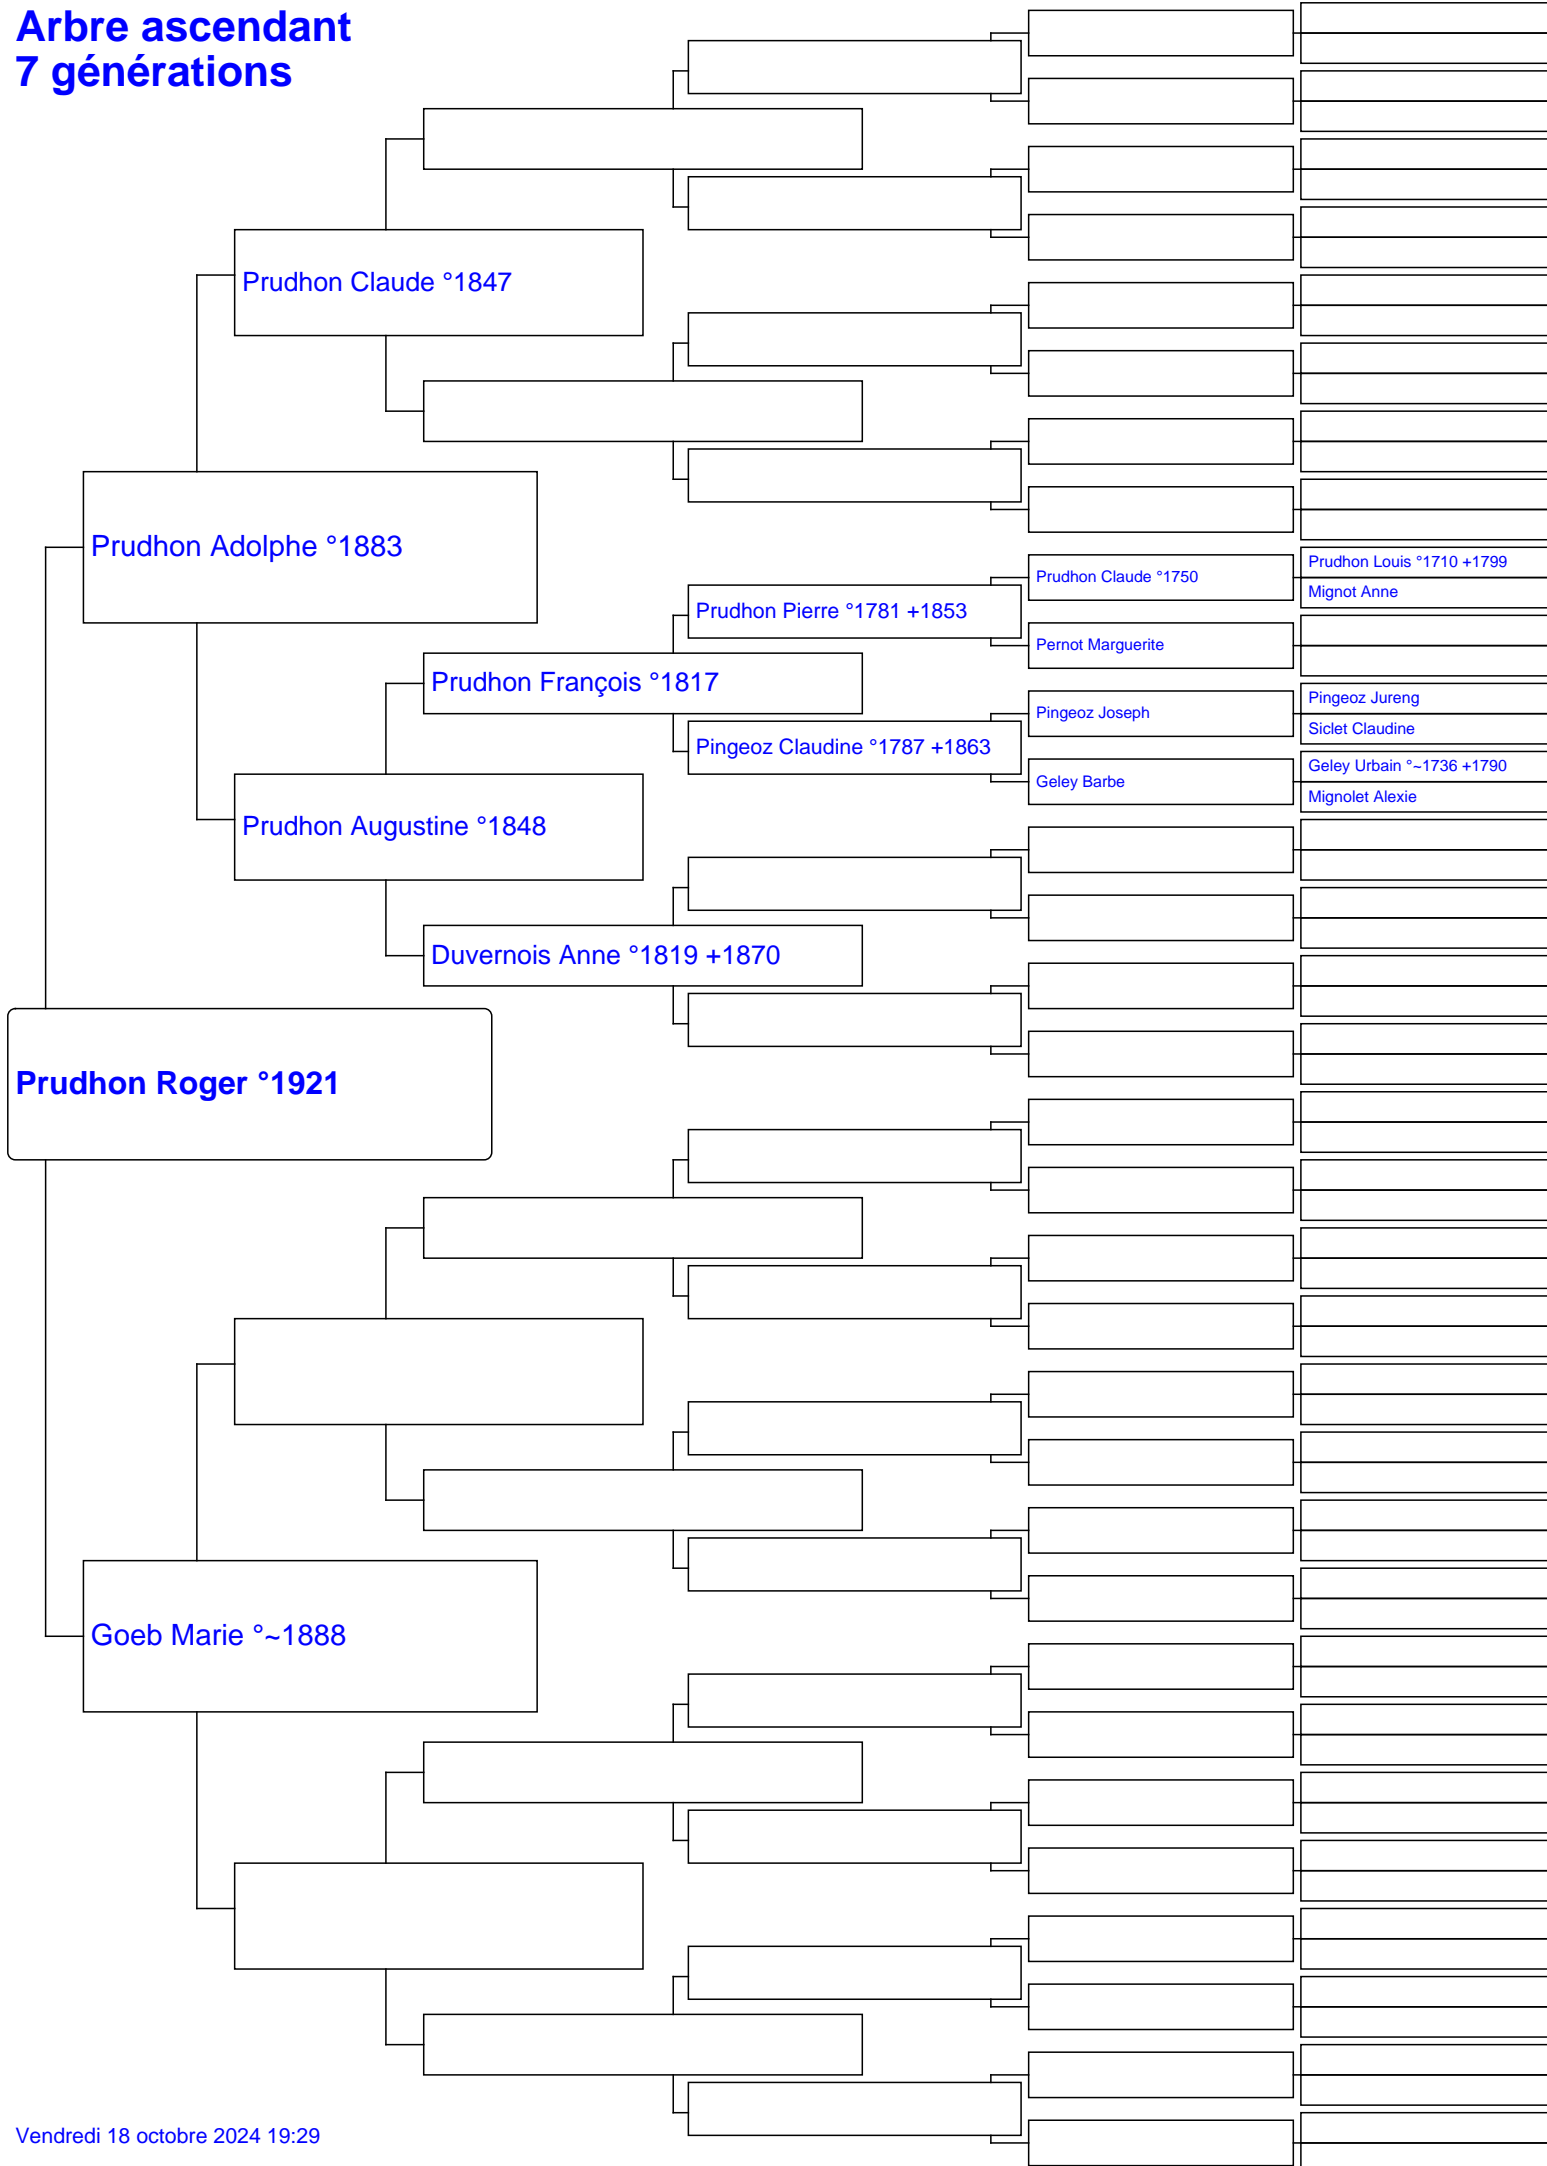 Arbre ascendant
7 générations
Prudhon Claude °1847
Prudhon Adolphe °1883
Prudhon Louis °1710 +1799
Prudhon Claude °1750
Mignot Anne
Prudhon Pierre °1781 +1853
Pernot Marguerite
Prudhon François °1817
Pingeoz Jureng
Pingeoz Joseph
Siclet Claudine
Pingeoz Claudine °1787 +1863
Geley Urbain °~1736 +1790
Geley Barbe
Mignolet Alexie
Prudhon Augustine °1848
Duvernois Anne °1819 +1870
Prudhon Roger °1921
Goeb Marie °~1888
Vendredi 18 octobre 2024 19:29